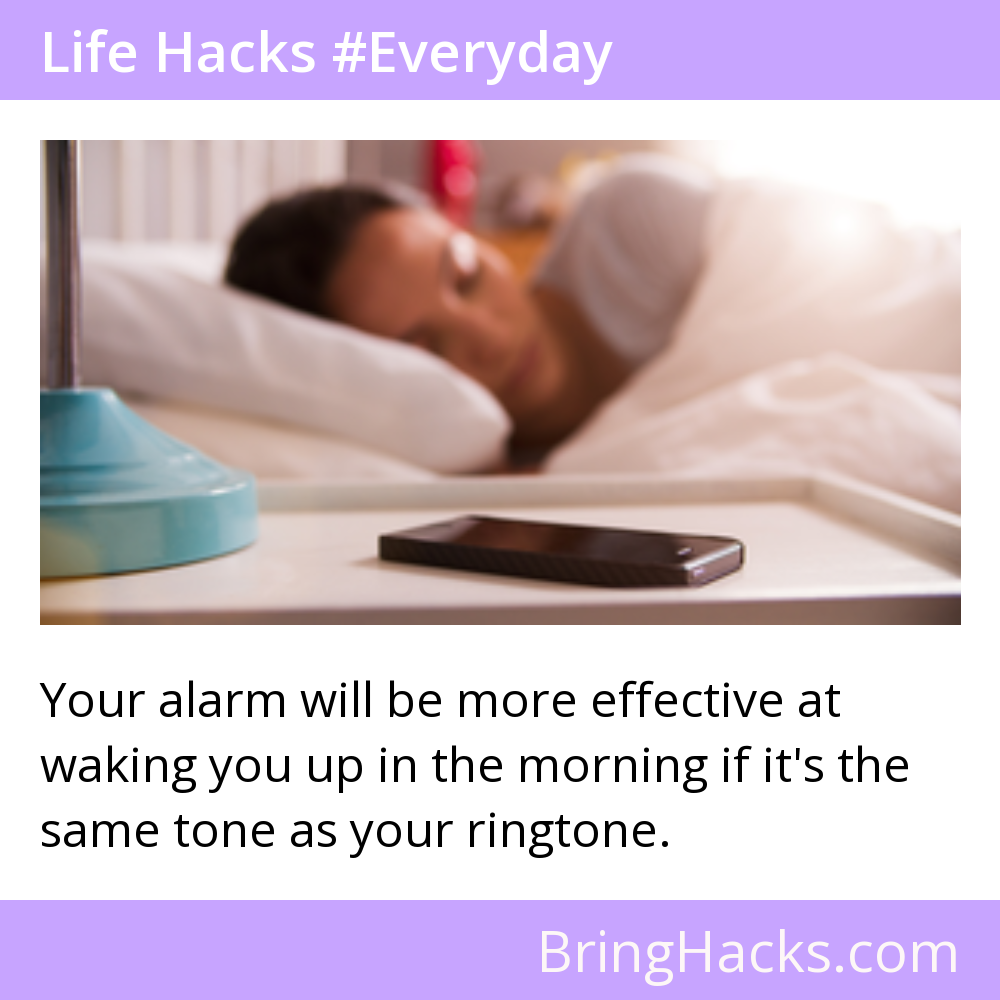 Life Hacks #Everyday
Your alarm will be more effective at
waking you up in the morning if it's the
same tone as your ringtone.
BringHacks.com